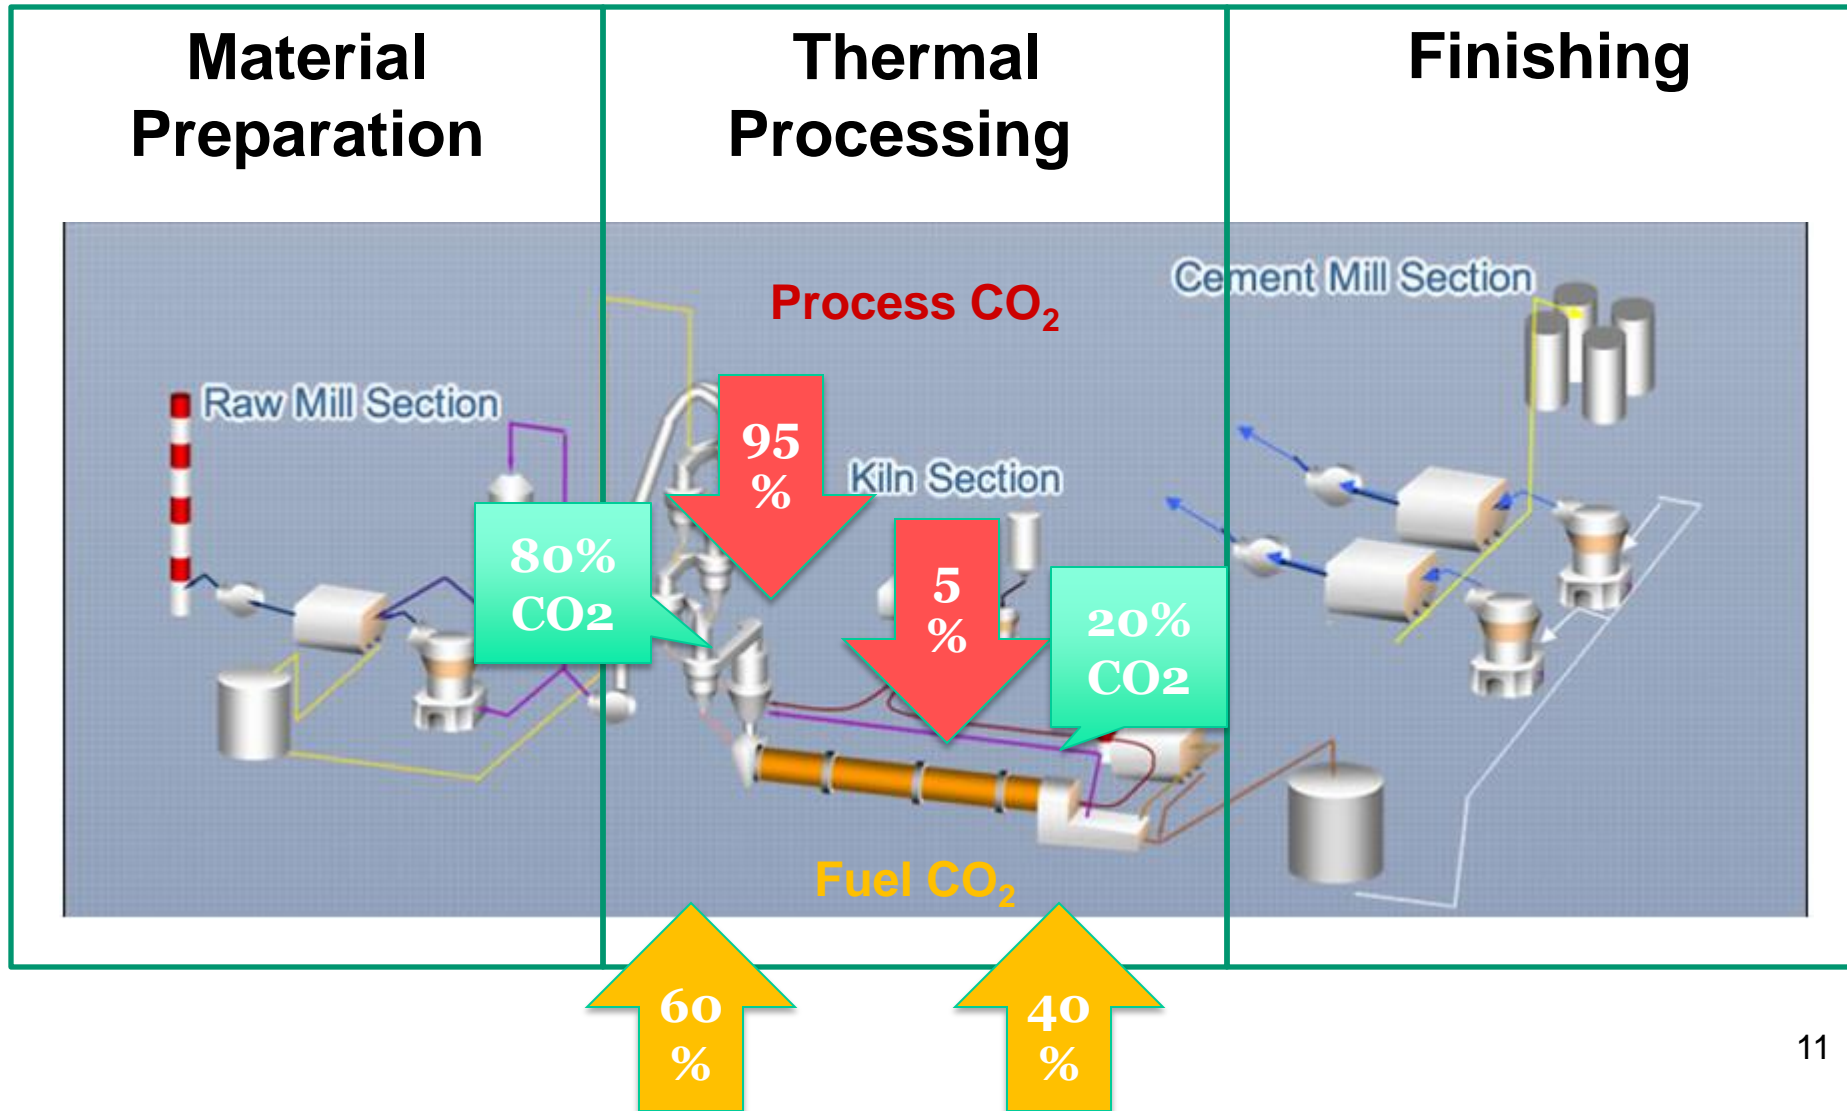 Material
Preparation
Thermal
Processing
Finishing
Process CO₂
Cement Mill Section
Raw Mill Section
95
%
Kiln Section
80%
CO2
5
%
20%
CO2
Fuel CO₂
60
%
40
%
11